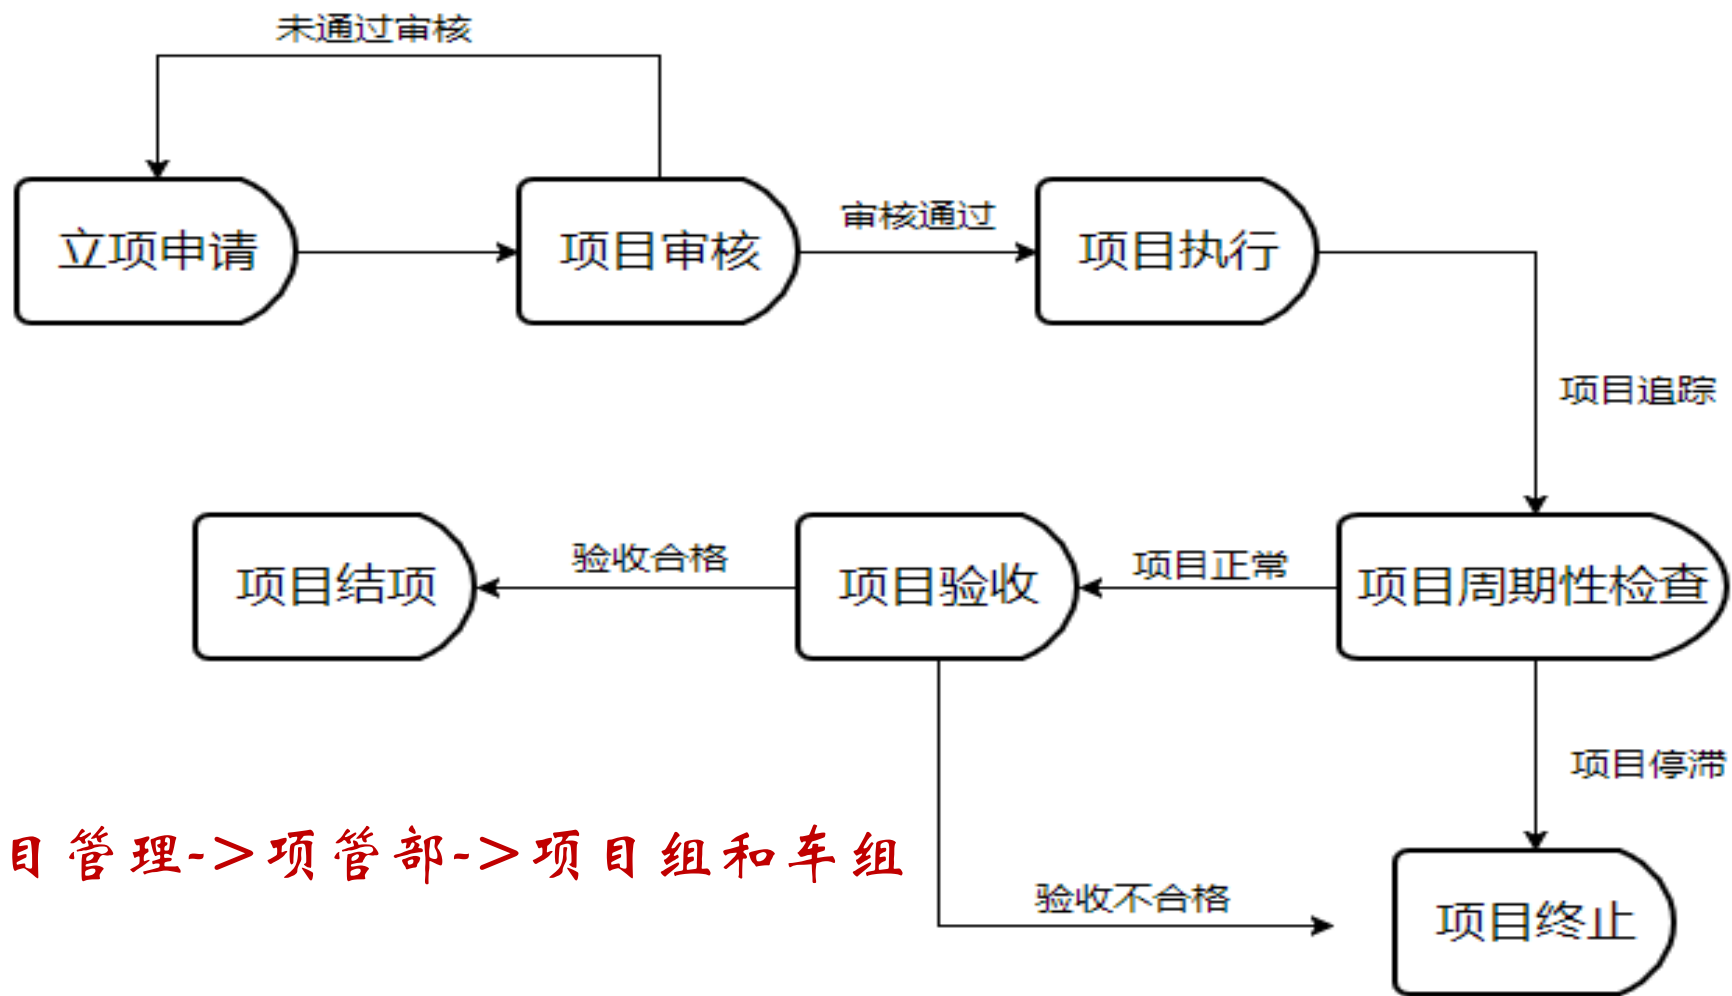 未通过审核
立项申请
项目审核
审核通过
项目执行
项目追踪
项目周期性检查
项目正常
项目验收
验收合格
项目结项
项目停滞
目管理->项管部->项目组和车组
验收不合格
项目终止